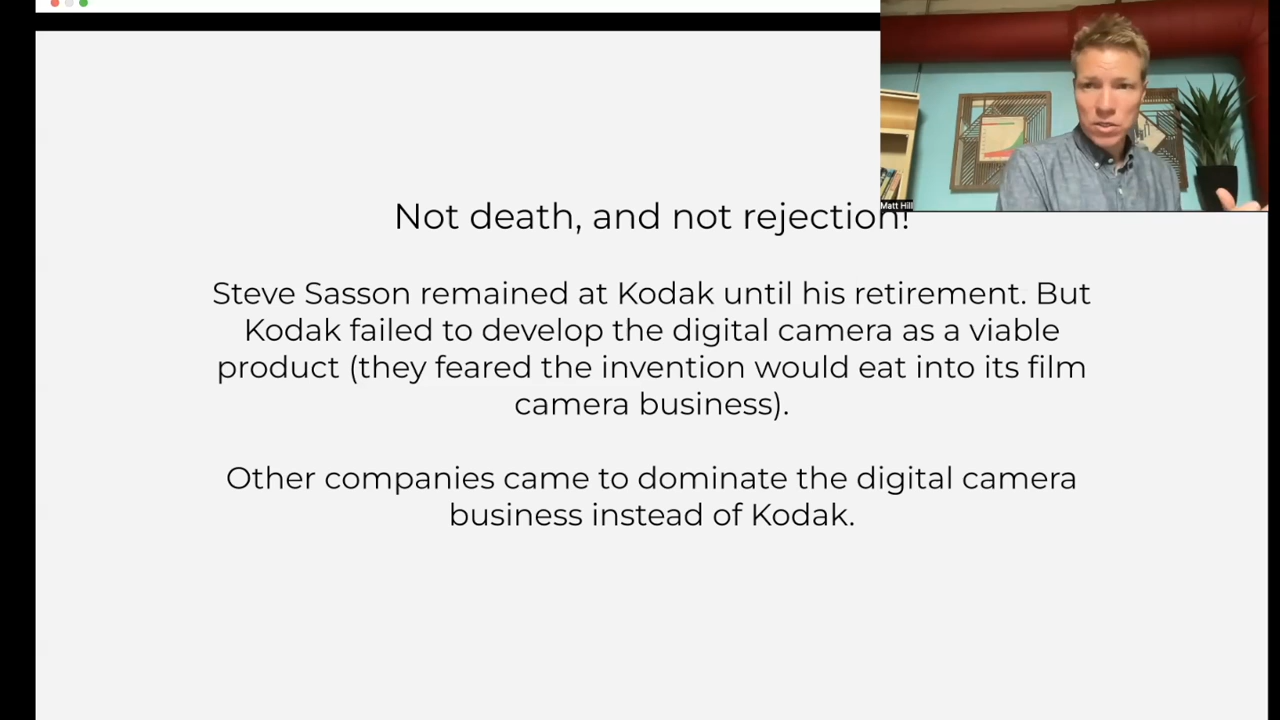 Matt Hill
Not death, and not rejection!
Steve Sasson remained at Kodak until his retirement. But
Kodak failed to develop the digital camera as a viable
product (they feared the invention would eat into its film
camera business).
Other companies came to dominate the digital camera
business instead of Kodak.